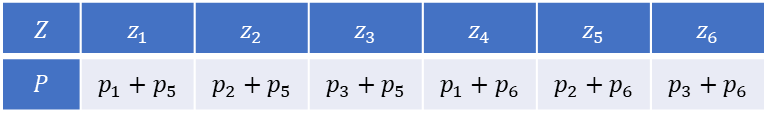 Z z₁ z₂ z₃ z₄ z₅ z₆
P p₁ + p₅ p₂ + p₅ p₃ + p₅ p₁ + p₆ p₂ + p₆ p₃ + p₆